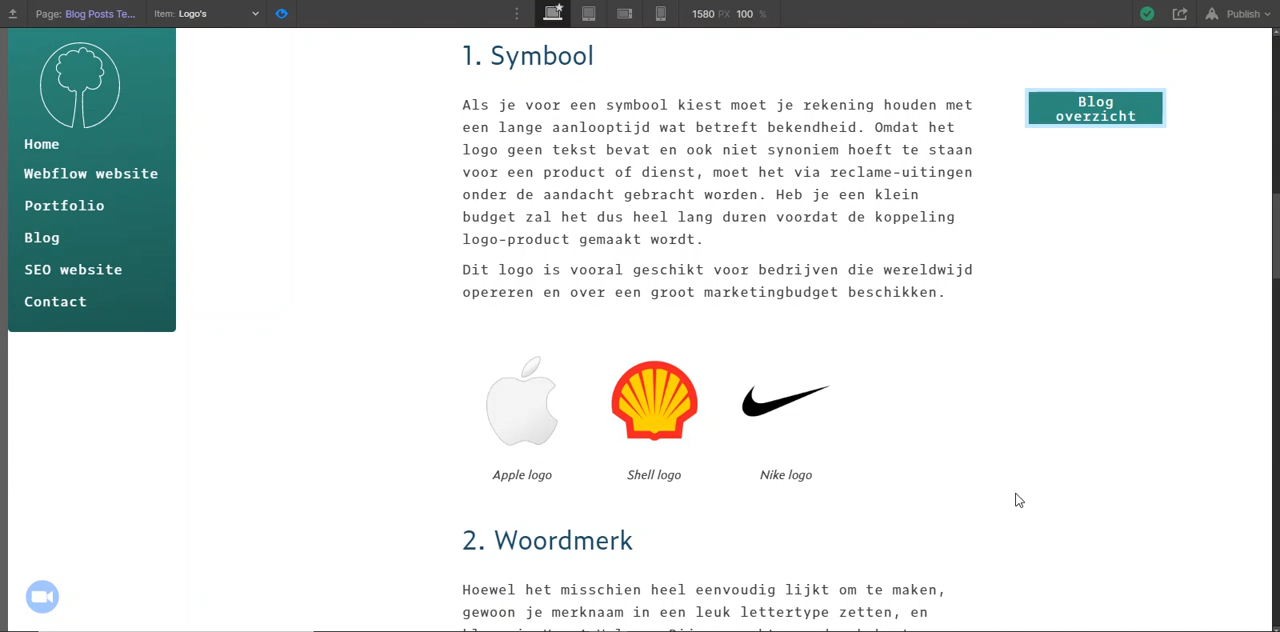 Page: Blog Posts Te...
Item: Logo's
1580 PX 100 %
Publish
Home
Webflow website
Portfolio
Blog
SEO website
Contact
1. Symbool
Als je voor een symbool kiest moet je rekening houden met
een lange aanlooptijd wat betreft bekendheid. Omdat het
logo geen tekst bevat en ook niet synoniem hoeft te staan
voor een product of dienst, moet het via reclame-uitingen
onder de aandacht gebracht worden. Heb je een klein
budget zal het dus heel lang duren voordat de koppeling
logo-product gemaakt wordt.
Dit logo is vooral geschikt voor bedrijven die wereldwijd
opereren en over een groot marketingbudget beschikken.
Apple logo
Shell logo
Nike logo
2. Woordmerk
Hoewel het misschien heel eenvoudig lijkt om te maken,
gewoon je merknaam in een leuk lettertype zetten, en
Blog
overzicht